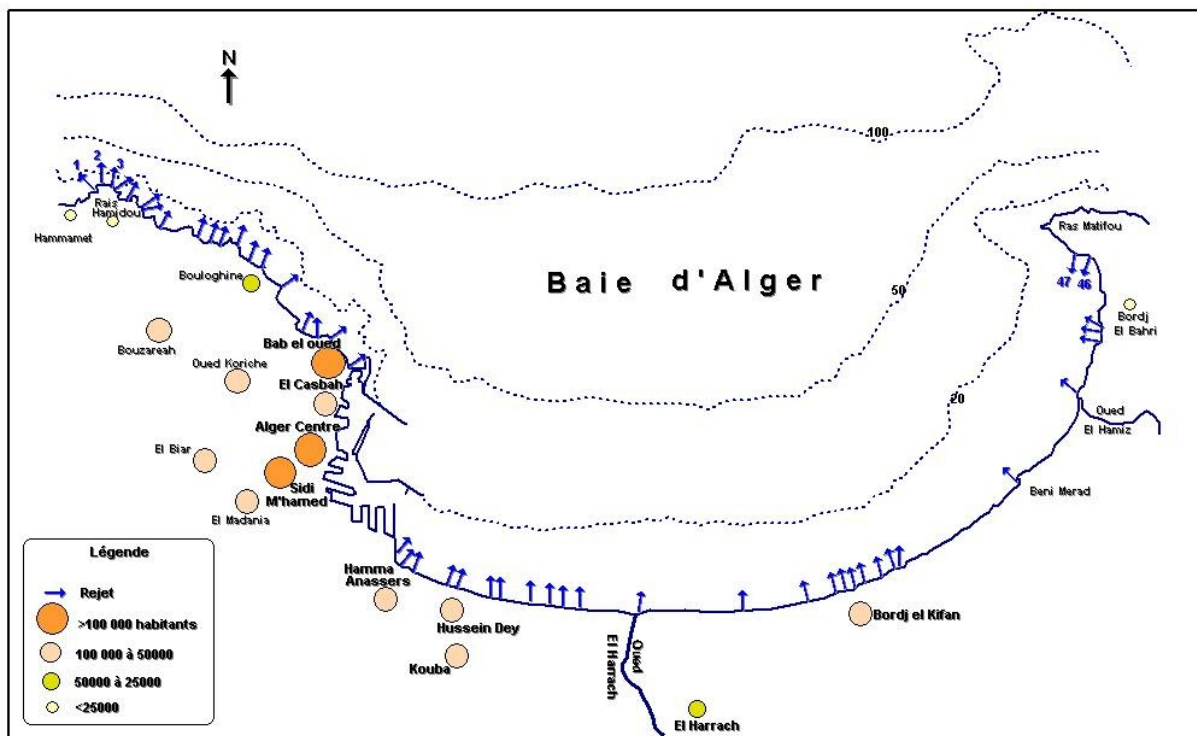 N
100
1
2
3
Rais
Hamidou
Hammamet
Ras Matifou
Bouloghine
Baie d'Alger
50
47
46
Bordj
El Bahri
Bouzareah
Bab el oued
Oued Koriche
El Casbah
20
Oued
El Hamiz
Alger Centre
El Biar
Sidi
M'hamed
El Madania
Beni Merad
Légende
Rejet
>100 000 habitants
100 000 à 50000
50000 à 25000
<25000
Hamma
Anassers
Hussein Dey
Kouba
Oued
El Harrach
Bordj el Kifan
El Harrach